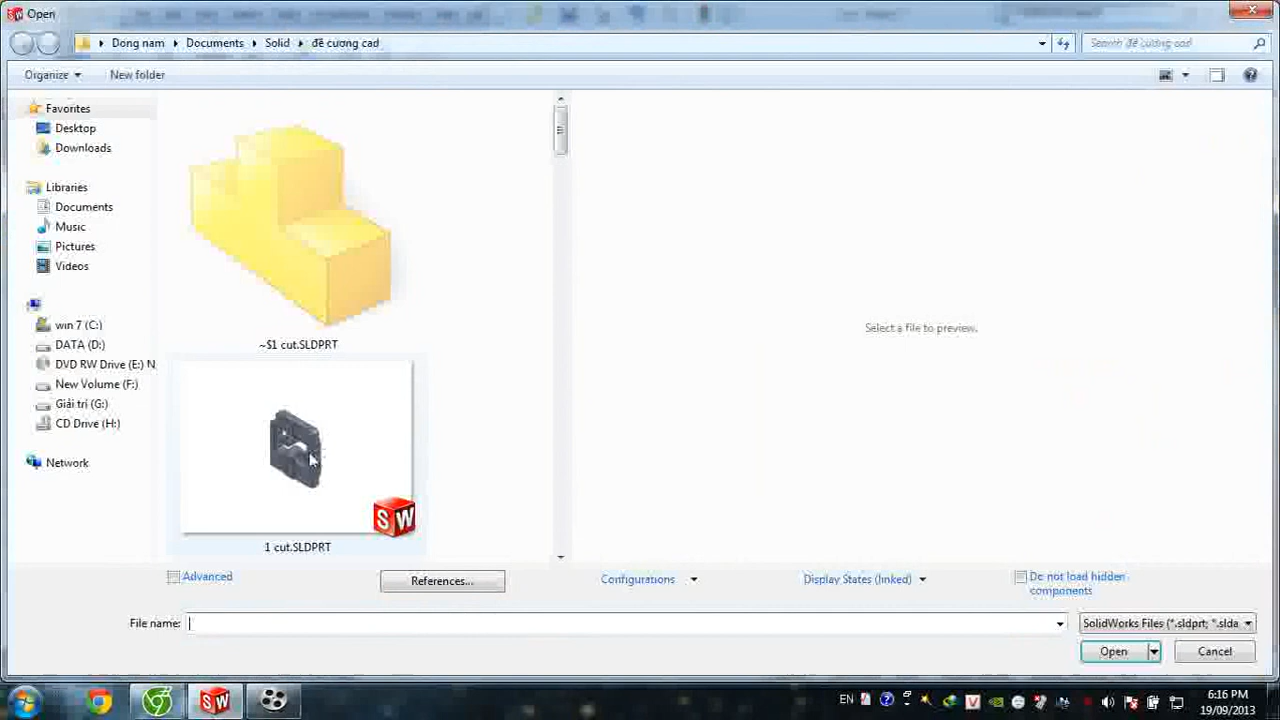 Open
Dong nam
Documents
Solid
đề cương cad
Search đề cương cad
Organize
New folder
Favorites
Desktop
Downloads
Libraries
Documents
Music
Pictures
Videos
win 7 (C:)
DATA (D:)
DVD RW Drive (E:) N
New Volume (F:)
Giải trí (G:)
CD Drive (H:)
Network
~$1 cut.SLDPRT
SW
1 cut.SLDPRT
Select a file to preview.
Advanced
References...
Configurations
Display States (linked)
Do not load hidden
components
File name:
SolidWorks Files (*.sldprt; *.slda
Open
Cancel
SW
EN
6:16 PM
19/09/2013